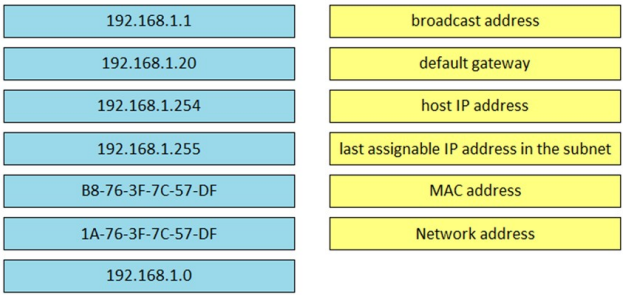 192.168.1.1
broadcast address
192.168.1.20
default gateway
192.168.1.254
host IP address
192.168.1.255
last assignable IP address in the subnet
B8-76-3F-7C-57-DF
MAC address
1A-76-3F-7C-57-DF
Network address
192.168.1.0